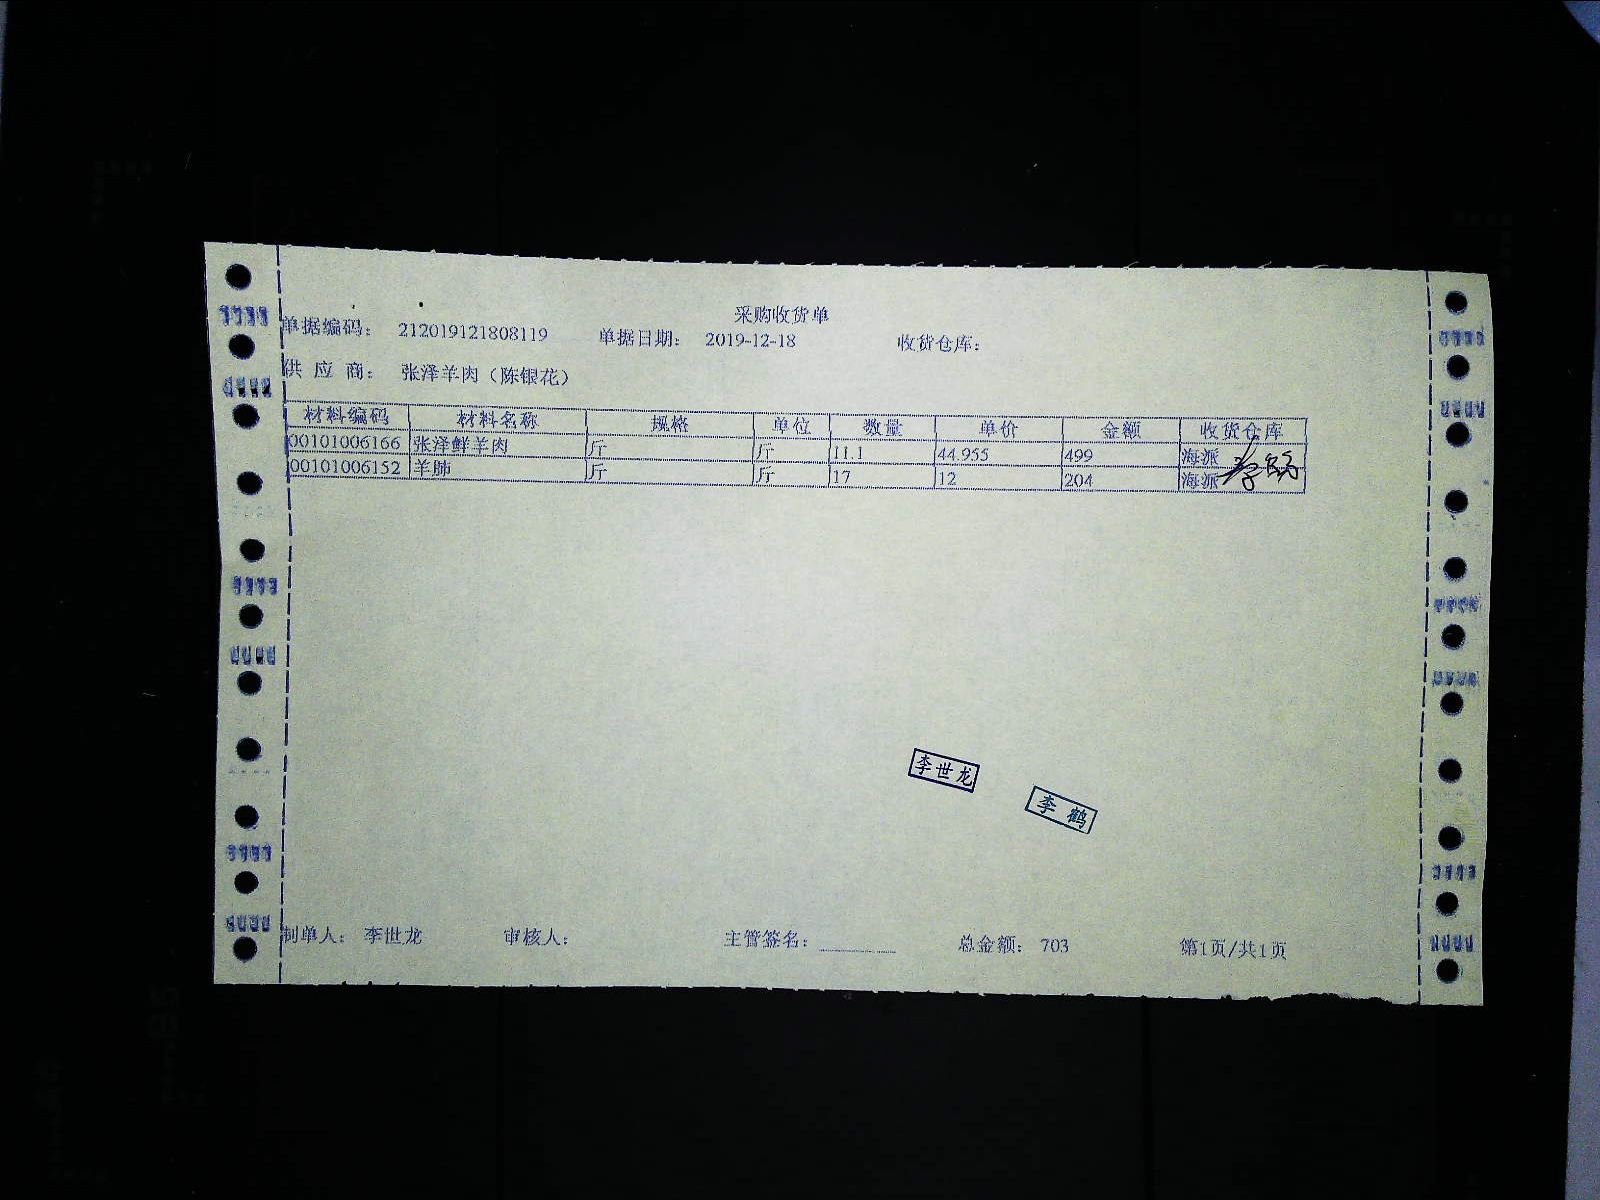 采购收货单
单据编码： 212019121808119 单据日期： 2019-12-18 收货仓库：
供 应 商： 张泽羊肉（陈银花）
材料编码 材料名称 规格 单位 数量 单价 金额 收货仓库
00101006166 张泽鲜羊肉 斤 斤 11.1 44.955 499 海派
00101006152 羊肺 斤 斤 17 12 204 海派
李世龙
李鹤
制单人： 李世龙 审核人： 主管签名： 总金额： 703 第1页/共1页